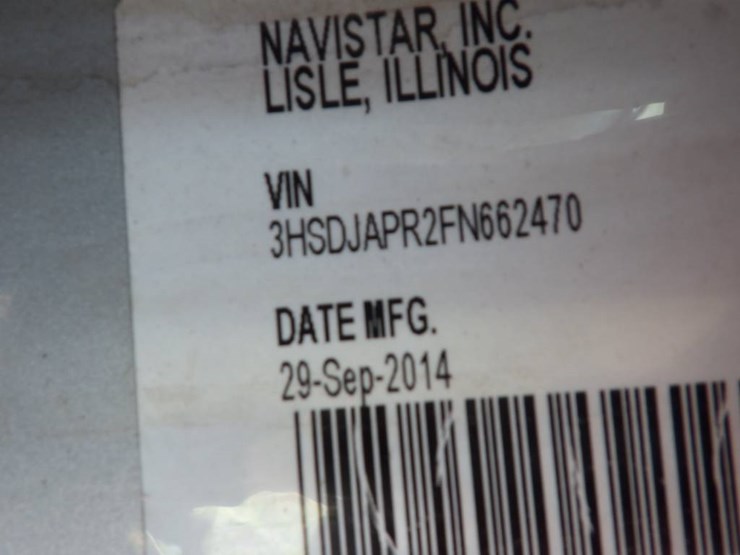 NAVISTAR, INC.
LISLE, ILLINOIS
VIN
3HSDJAPR2FN662470
DATE MFG.
29-Sep-2014